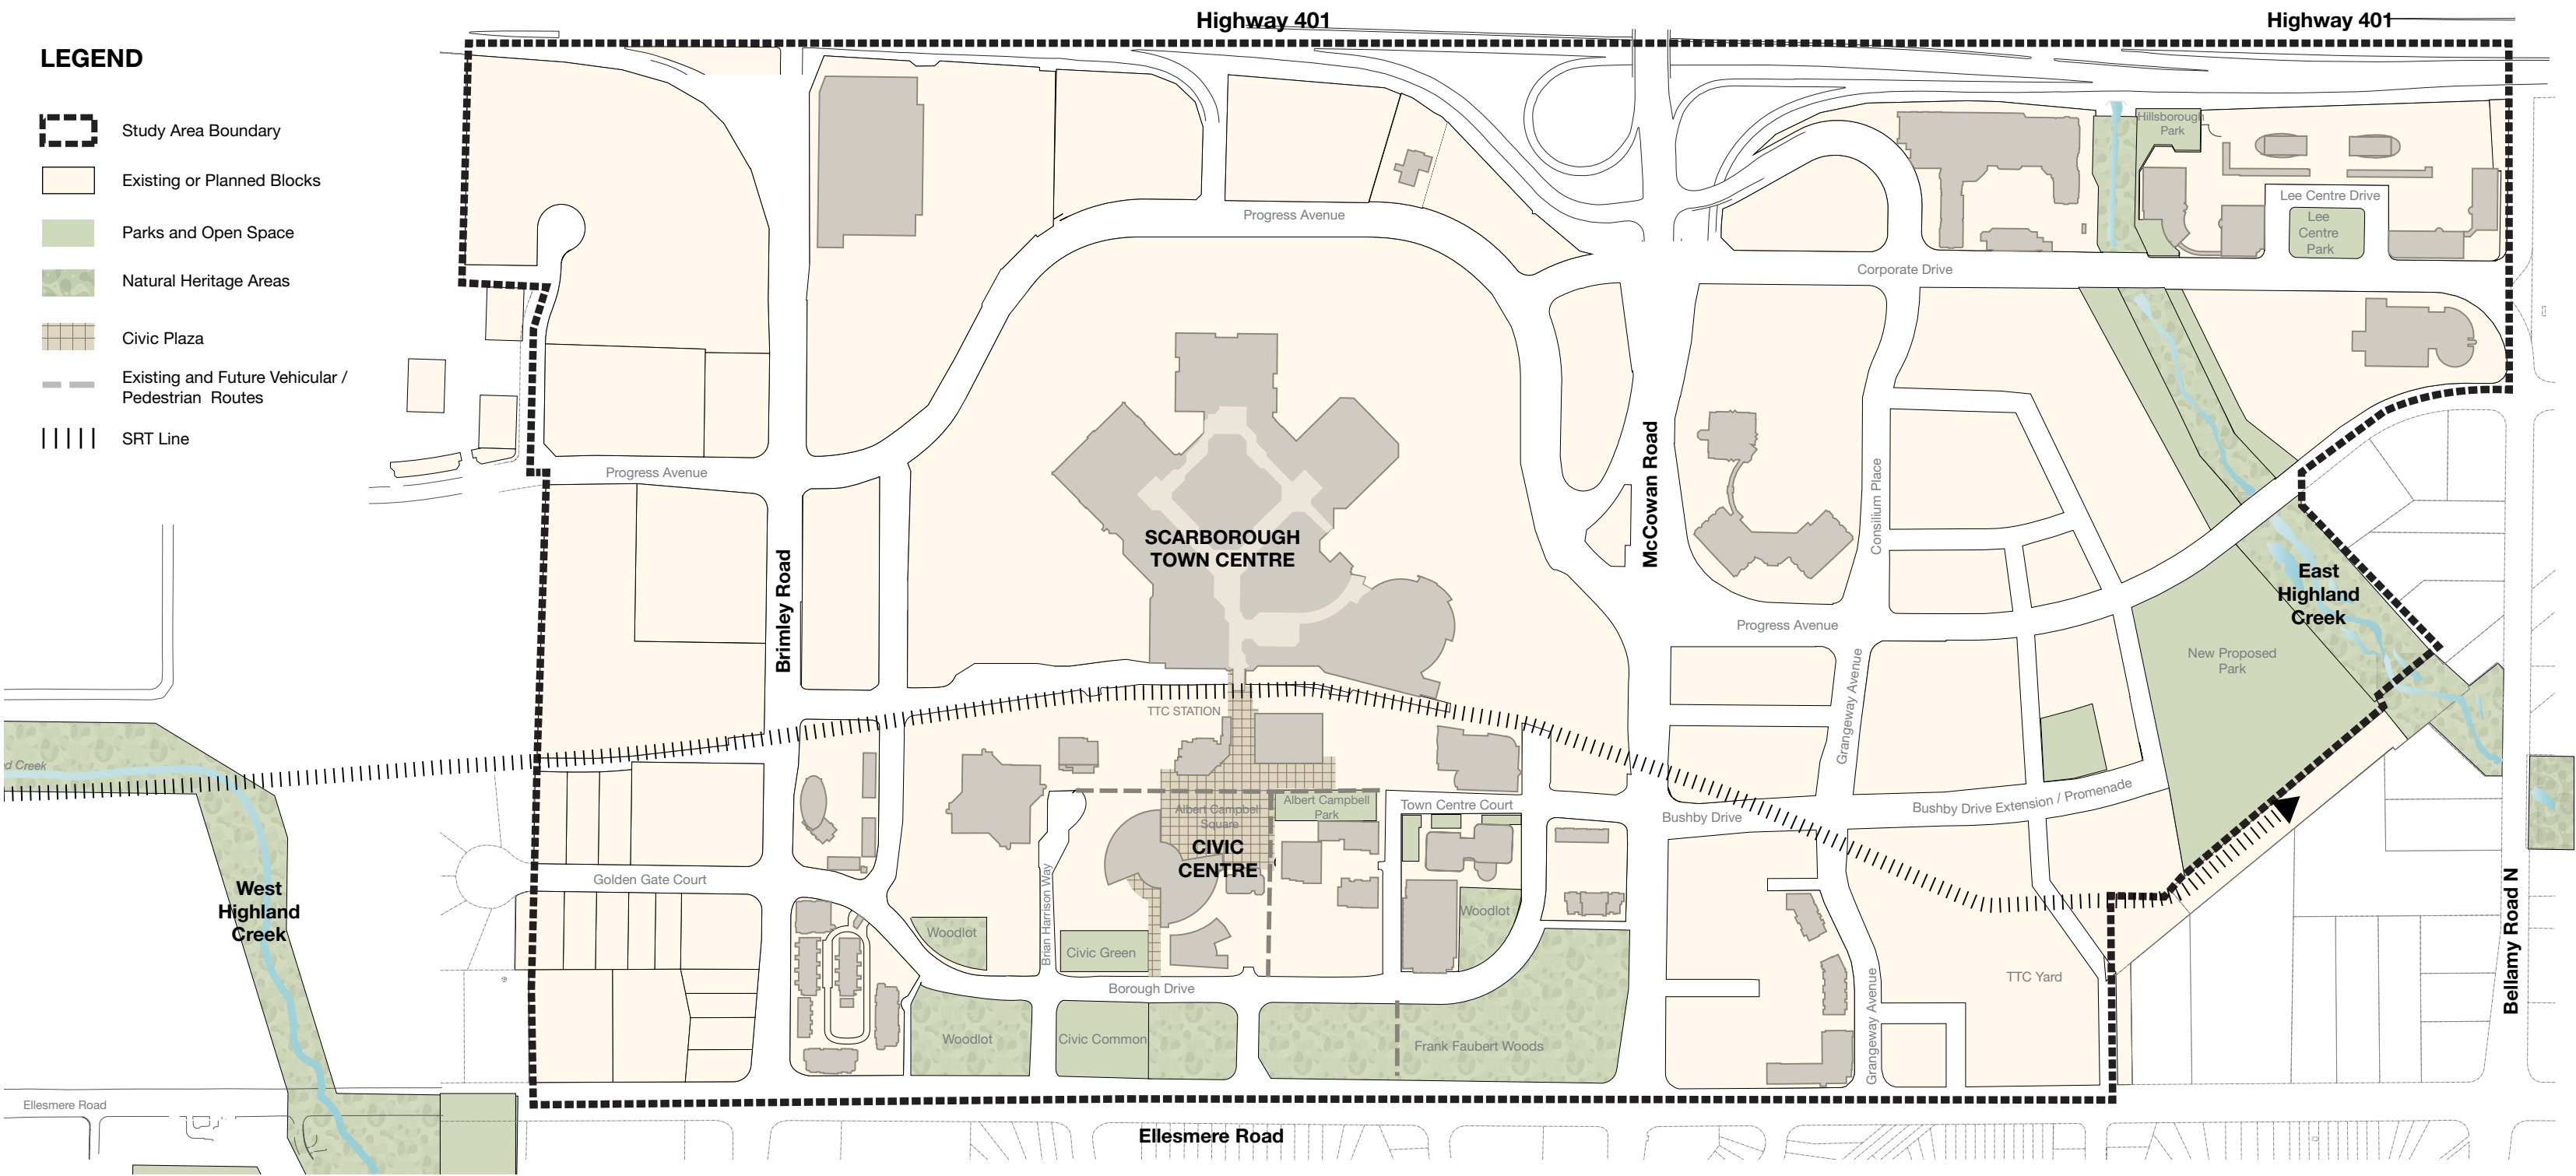 Highway 401
Highway 401
LEGEND
Study Area Boundary
Existing or Planned Blocks
Parks and Open Space
Natural Heritage Areas
Civic Plaza
Existing and Future Vehicular /
Pedestrian Routes
SRT Line
Hillsborough
Park
Lee Centre Drive
Lee
Centre
Park
Progress Avenue
Corporate Drive
Progress Avenue
Brimley Road
SCARBOROUGH
TOWN CENTRE
McCowan Road
Consilium Place
East
Highland
Creek
Progress Avenue
New Proposed
Park
Grangeway Avenue
TTC STATION
d Creek
Albert Campbell
Square
Albert Campbell
Park
Town Centre Court
Bushby Drive
Bushby Drive Extension / Promenade
CIVIC
CENTRE
Golden Gate Court
West
Highland
Creek
Brian Harrison Way
Woodlot
Civic Green
Woodlot
Borough Drive
TTC Yard
Grangeway Avenue
Bellamy Road N
Woodlot
Civic Common
Frank Faubert Woods
Ellesmere Road
Ellesmere Road